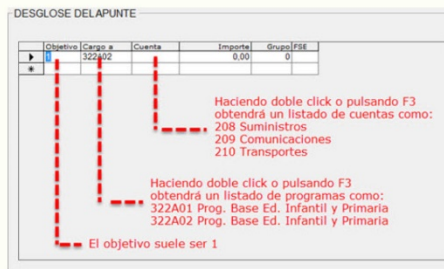 DESGLOSE DEL APUNTE
Objetivo Cargo a Cuenta Importe Grupo FSE
1 322A02 0,00 0
Haciendo doble click o pulsando F3
obtendrá un listado de cuentas como:
208 Suministros
209 Comunicaciones
210 Transportes
Haciendo doble click o pulsando F3
obtendrá un listado de programas como:
322A01 Prog. Base Ed. Infantil y Primaria
322A02 Prog. Base Ed. Infantil y Primaria
El objetivo suele ser 1